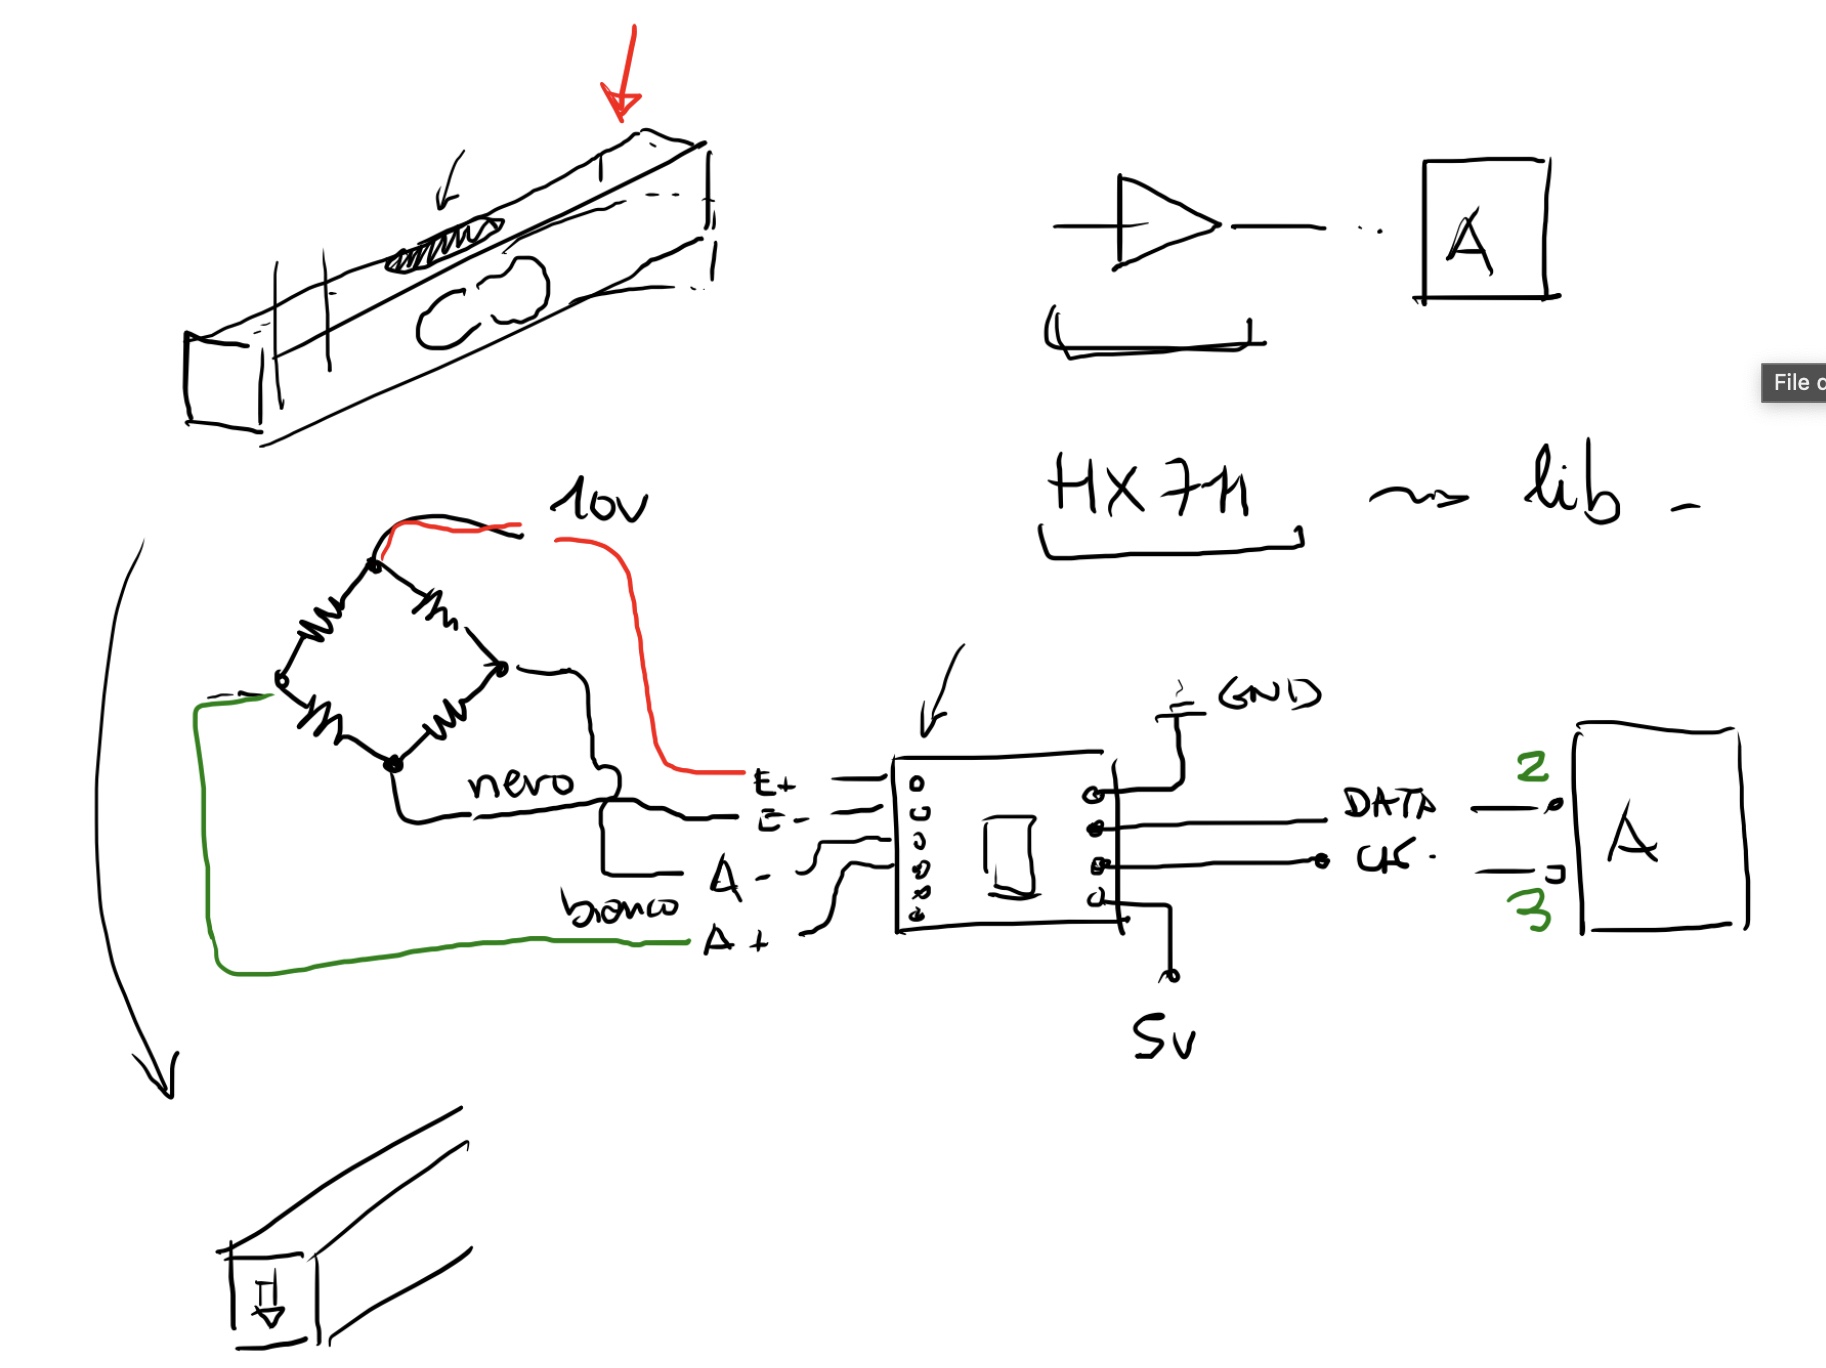 A
File
HX711 lib
10V
GND
nero
E+
E-
A-
bianco
A+
DATA
CK.
2
3
A
5V